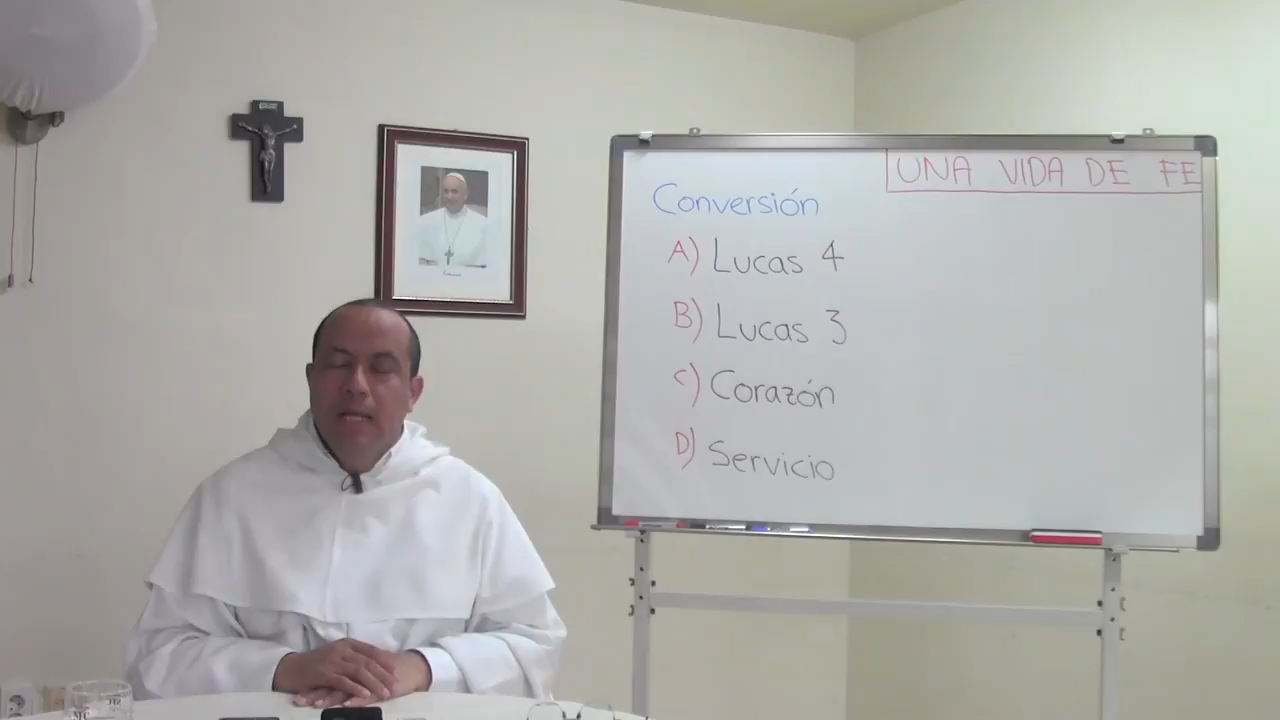 UNA VIDA DE FE
Conversión
A) Lucas 4
B) Lucas 3
C) Corazón
D) Servicio